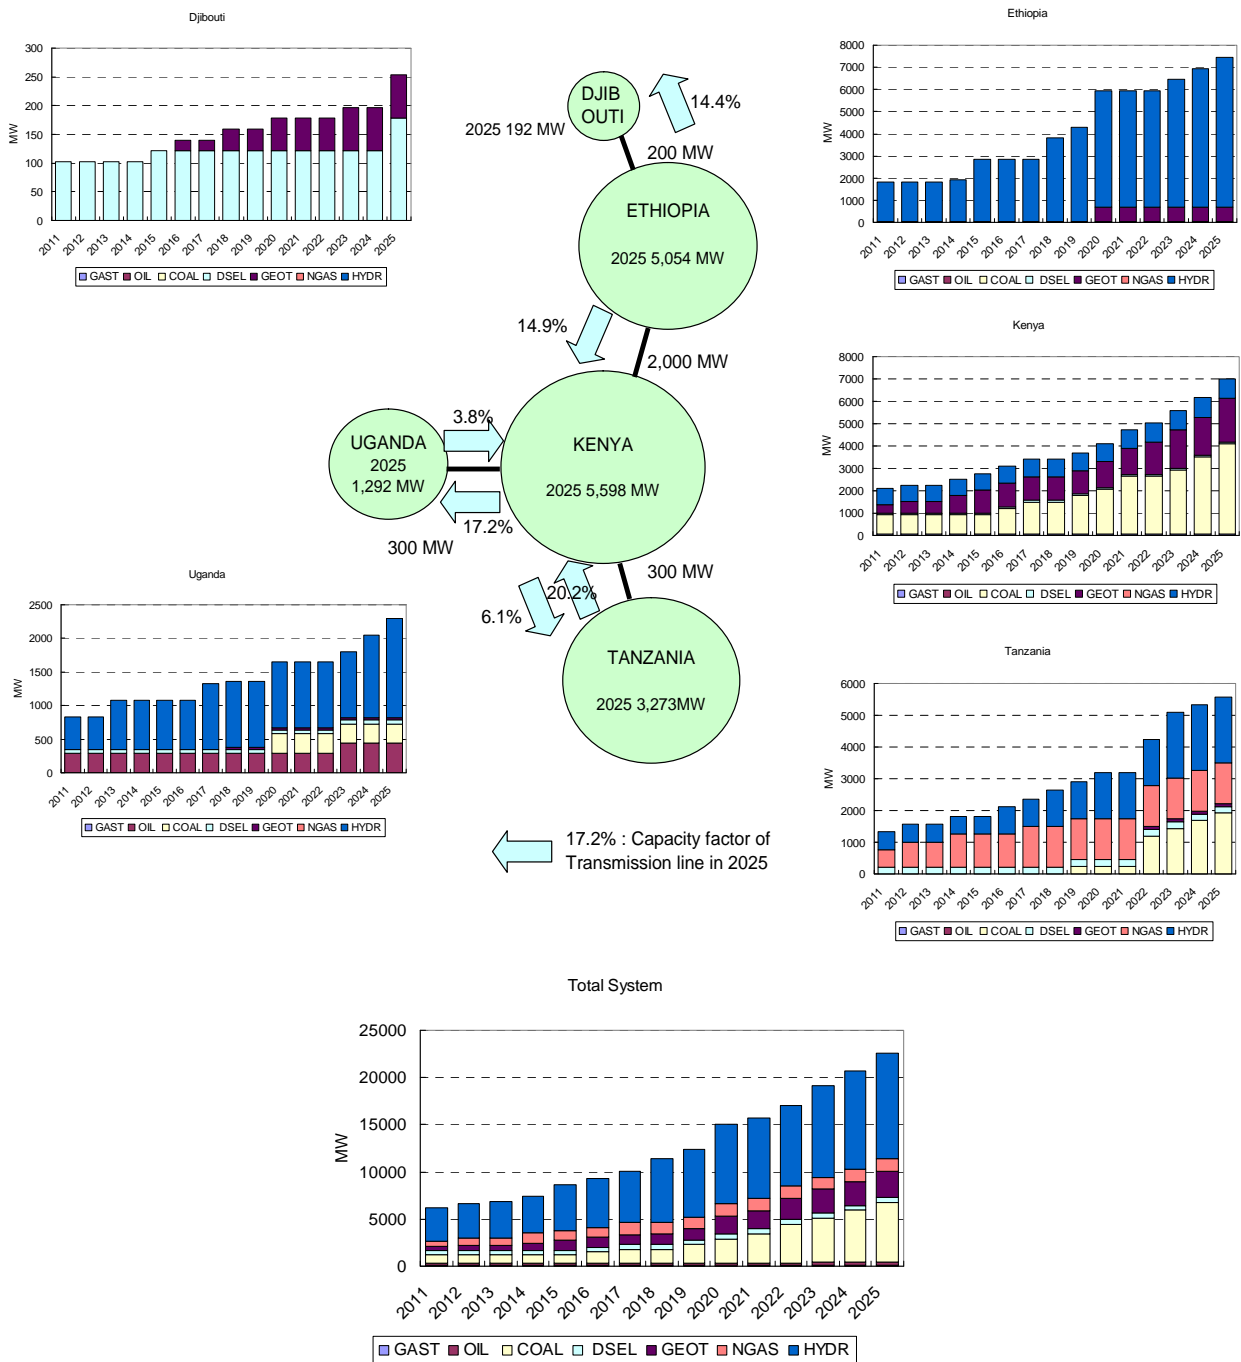 Djibouti
300
250
200
150
100
50
0
MW
2011 2012 2013 2014 2015 2016 2017 2018 2019 2020 2021 2022 2023 2024 2025
GAST OIL COAL DSEL GEOT NGAS HYDR
Ethiopia
8000
7000
6000
5000
4000
3000
2000
1000
0
MW
2011 2012 2013 2014 2015 2016 2017 2018 2019 2020 2021 2022 2023 2024 2025
GAST OIL COAL DSEL GEOT NGAS HYDR
DJIB
OUTI
14.4%
2025 192 MW
200 MW
ETHIOPIA
2025 5,054 MW
14.9%
2,000 MW
3.8%
UGANDA
2025
1,292 MW
KENYA
2025 5,598 MW
17.2%
300 MW
300 MW
20.2%
6.1%
TANZANIA
2025 3,273MW
17.2% : Capacity factor of
Transmission line in 2025
Kenya
8000
7000
6000
5000
4000
3000
2000
1000
0
MW
2011 2012 2013 2014 2015 2016 2017 2018 2019 2020 2021 2022 2023 2024 2025
GAST OIL COAL DSEL GEOT NGAS HYDR
Uganda
2500
2000
1500
1000
500
0
MW
2011 2012 2013 2014 2015 2016 2017 2018 2019 2020 2021 2022 2023 2024 2025
GAST OIL COAL DSEL GEOT NGAS HYDR
Tanzania
6000
5000
4000
3000
2000
1000
0
MW
2011 2012 2013 2014 2015 2016 2017 2018 2019 2020 2021 2022 2023 2024 2025
GAST OIL COAL DSEL GEOT NGAS HYDR
Total System
25000
20000
15000
10000
5000
0
MW
2011 2012 2013 2014 2015 2016 2017 2018 2019 2020 2021 2022 2023 2024 2025
GAST OIL COAL DSEL GEOT NGAS HYDR